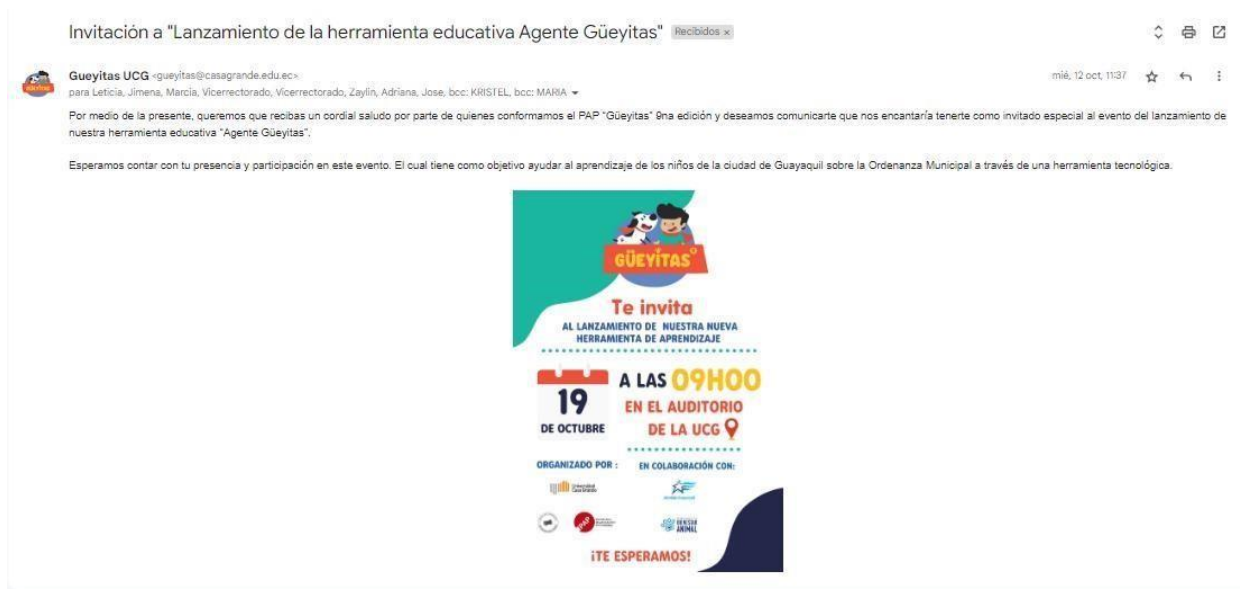 Invitación a "Lanzamiento de la herramienta educativa Agente Güeyitas" Recibidos x
Gueyitas UCG <gueyitas@casagrande.edu.ec>
mié, 12 oct, 11:37
para Leticia, Jimena, Marcia, Vicerrectorado, Vicerrectorado, Zaylin, Adriana, Jose, bcc: KRISTEL, bcc: MARIA
Por medio de la presente, queremos que recibas un cordial saludo por parte de quienes conformamos el PAP "Güeyitas" 9na edición y deseamos comunicarte que nos encantaría tenerte como invitado especial al evento del lanzamiento de
nuestra herramienta educativa "Agente Güeyitas".
Esperamos contar con tu presencia y participación en este evento. El cual tiene como objetivo ayudar al aprendizaje de los niños de la ciudad de Guayaquil sobre la Ordenanza Municipal a través de una herramienta tecnológica.
GÜEYITAS
Te invita
AL LANZAMIENTO DE NUESTRA NUEVA
HERRAMIENTA DE APRENDIZAJE
19
DE OCTUBRE
A LAS 09H00
EN EL AUDITORIO
DE LA UCG
ORGANIZADO POR :
EN COLABORACIÓN CON:
Universidad
Casa Grande
PAP
ANIMAL
¡TE ESPERAMOS!